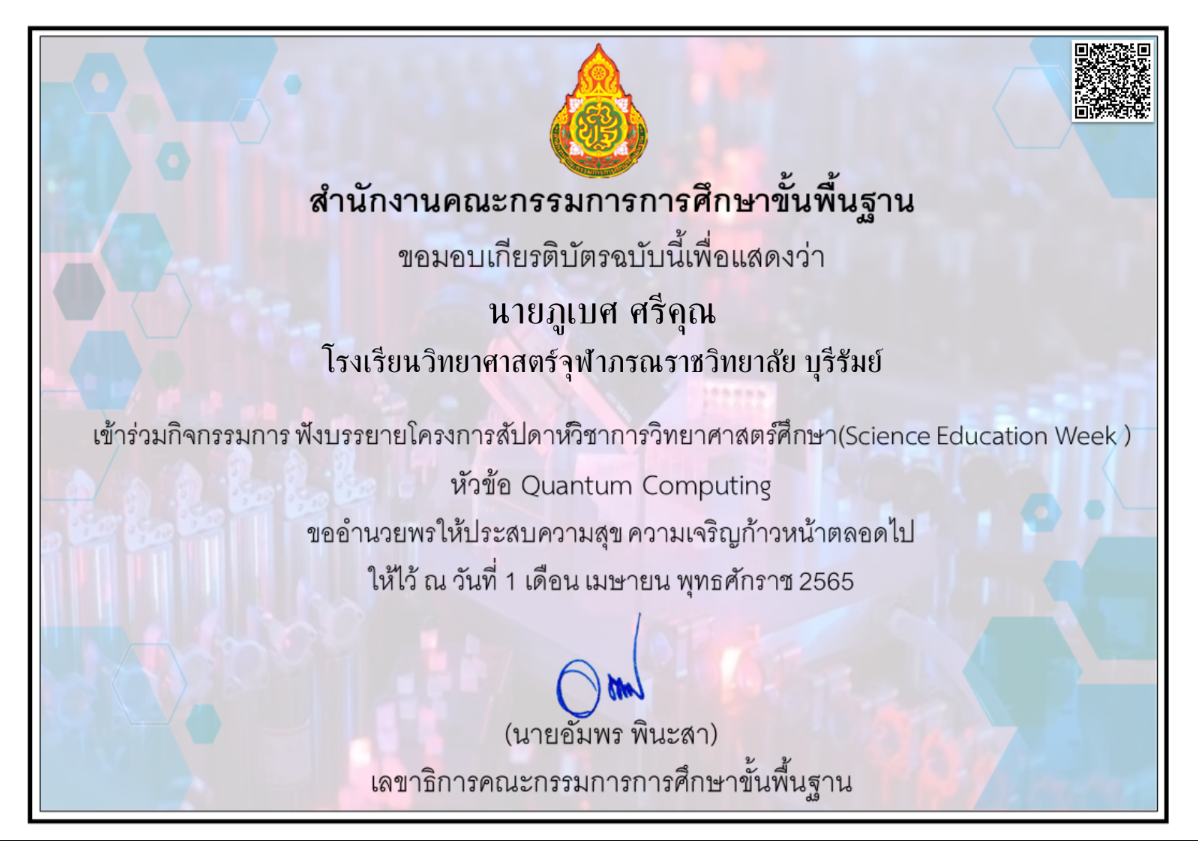 สำนักงานคณะกรรมการการศึกษาขั้นพื้นฐาน
ขอมอบเกียรติบัตรฉบับนี้เพื่อแสดงว่า
นายภูเบศ ศรีคุณ
โรงเรียนวิทยาศาสตร์จุฬาภรณราชวิทยาลัย บุรีรัมย์
เข้าร่วมกิจกรรมการ ฟังบรรยายโครงการสัปดาห์วิชาการวิทยาศาสตร์ศึกษา(Science Education Week )
หัวข้อ Quantum Computing
ขออำนวยพรให้ประสบความสุข ความเจริญก้าวหน้าตลอดไป
ให้ไว้ ณ วันที่ 1 เดือน เมษายน พุทธศักราช 2565
(นายอัมพร พินะสา)
เลขาธิการคณะกรรมการการศึกษาขั้นพื้นฐาน